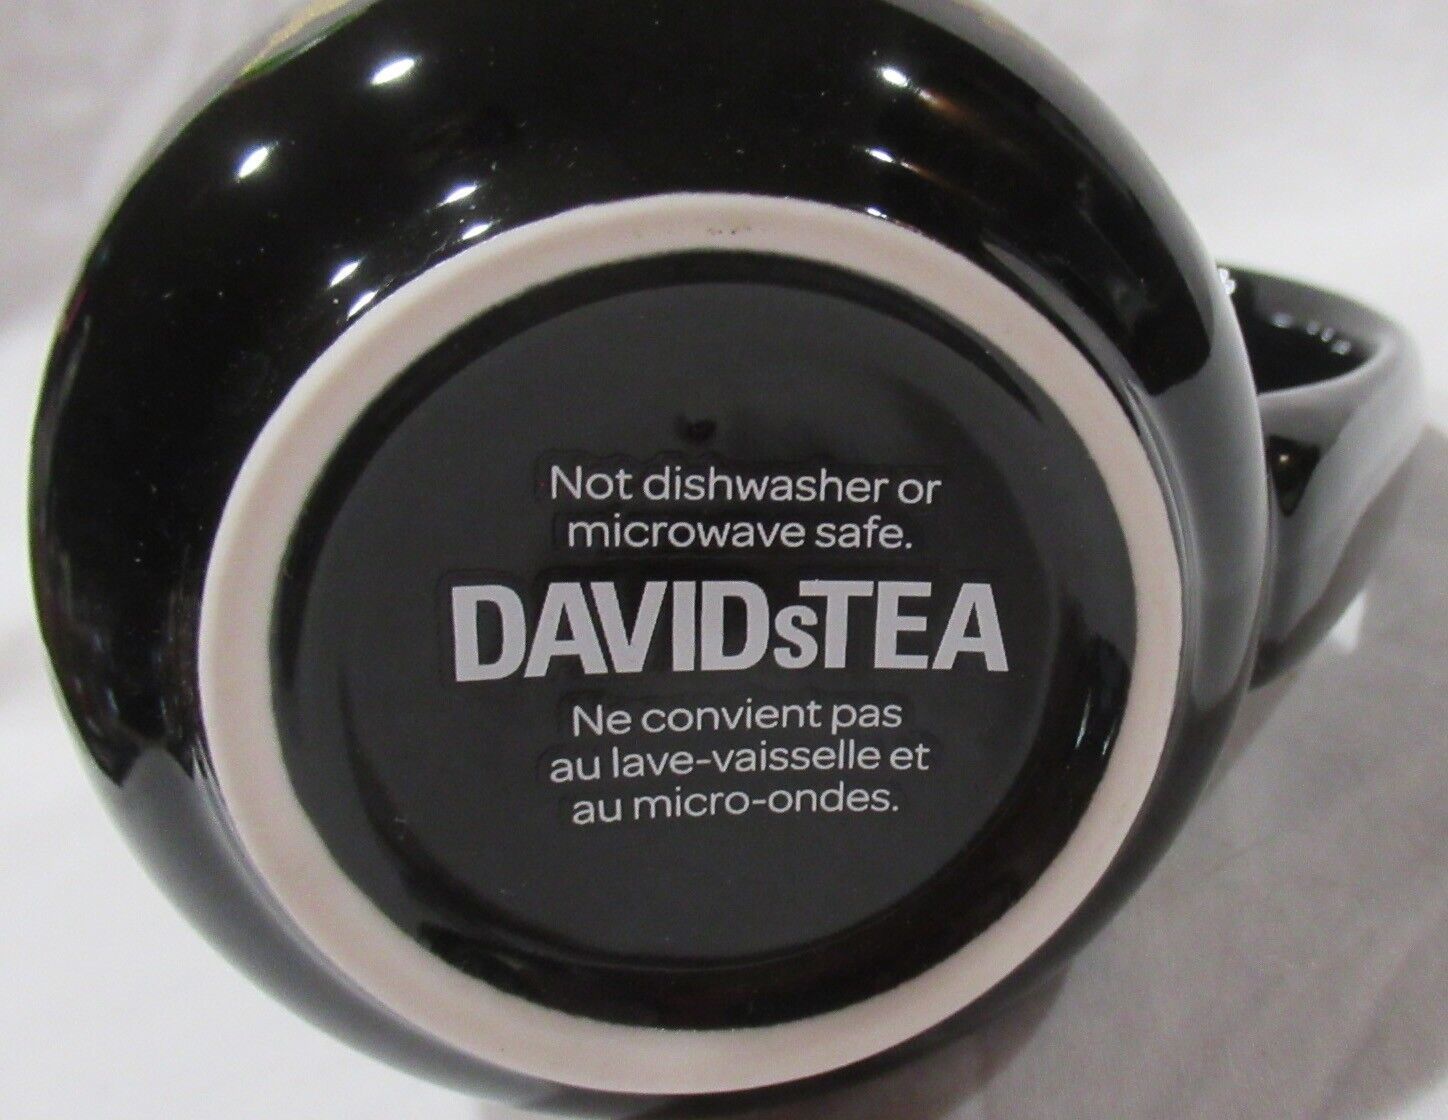 Not dishwasher or
microwave safe.
DAVIDsTEA
Ne convient pas
au lave-vaisselle et
au micro-ondes.